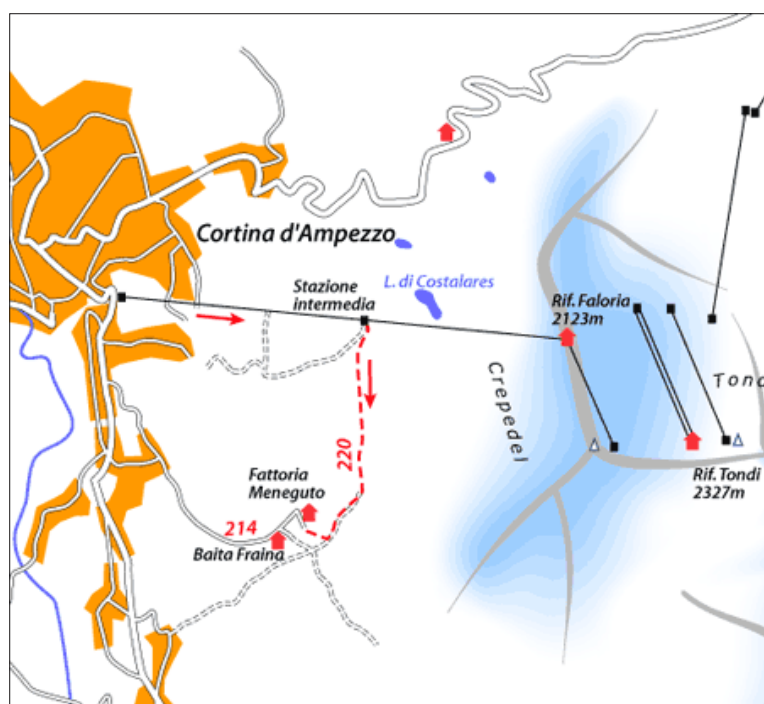 Cortina d'Ampezzo
Stazione
intermedia
L. di Costalares
Rif. Faloria
2123m
Crepedel
Tond
220
Fattoria
Meneguto
214
Baita Fraina
Rif. Tondi
2327m